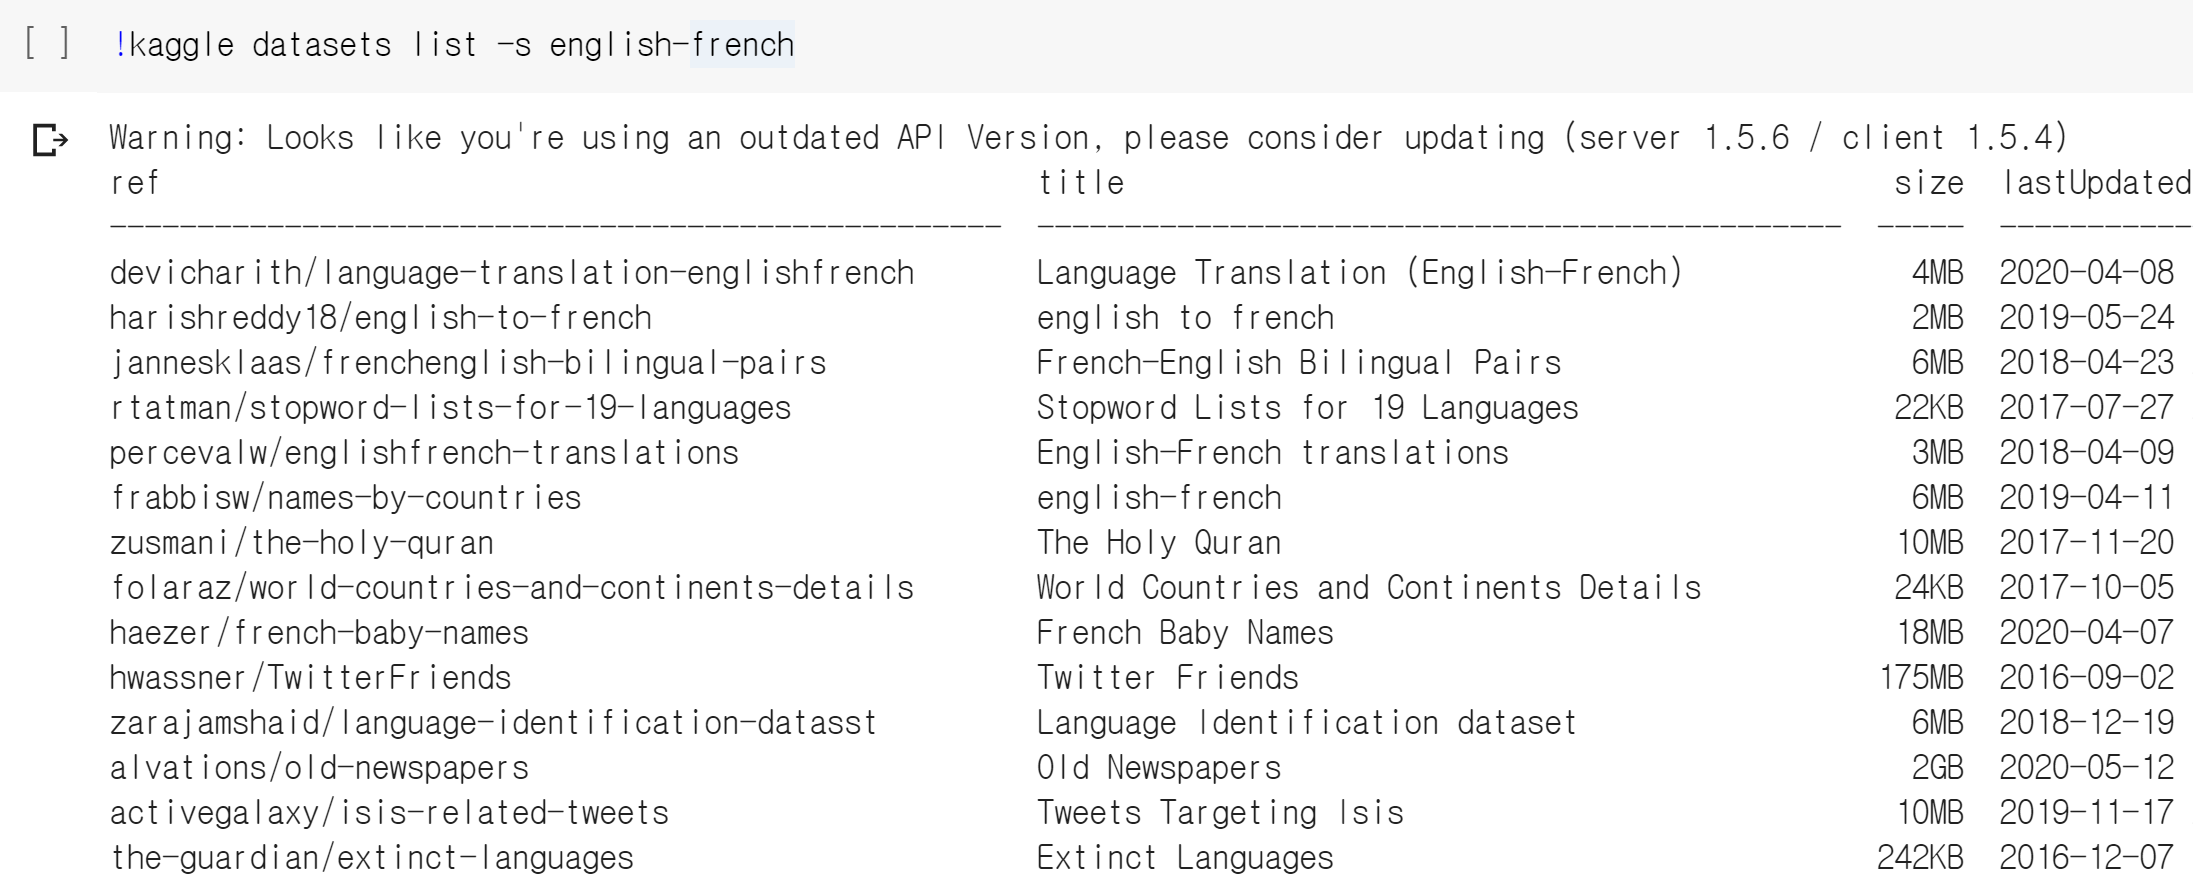 [ ] !kaggle datasets list -s english-french
Warning: Looks like you're using an outdated API Version, please consider updating (server 1.5.6 / client 1.5.4)
ref title size lastUpdated
--------------------------------------------------- ---------------------------------------------- ----- -----------
devicharith/language-translation-englishfrench Language Translation (English-French) 4MB 2020-04-08
harishreddy18/english-to-french english to french 2MB 2019-05-24
jannesklaas/frenchenglish-bilingual-pairs French-English Bilingual Pairs 6MB 2018-04-23
rtatman/stopword-lists-for-19-languages Stopword Lists for 19 Languages 22KB 2017-07-27
percevalw/englishfrench-translations English-French translations 3MB 2018-04-09
frabbisw/names-by-countries english-french 6MB 2019-04-11
zusmani/the-holy-quran The Holy Quran 10MB 2017-11-20
folaraz/world-countries-and-continents-details World Countries and Continents Details 24KB 2017-10-05
haezer/french-baby-names French Baby Names 18MB 2020-04-07
hwassner/TwitterFriends Twitter Friends 175MB 2016-09-02
zarajamshaid/language-identification-datasst Language Identification dataset 6MB 2018-12-19
alvations/old-newspapers Old Newspapers 2GB 2020-05-12
activegalaxy/isis-related-tweets Tweets Targeting Isis 10MB 2019-11-17
the-guardian/extinct-languages Extinct Languages 242KB 2016-12-07